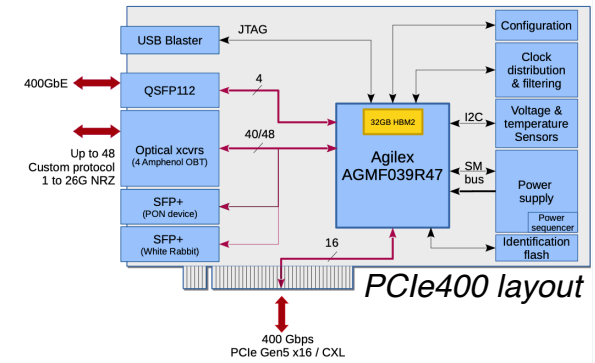 USB Blaster
JTAG
Configuration
Clock
distribution
& filtering
400GbE
QSFP112
4
32GB HBM2
I2C
Voltage &
temperature
Sensors
Up to 48
Custom protocol
1 to 26G NRZ
Optical xcvrs
(4 Amphenol OBT)
40/48
Agilex
AGMF039R47
SM
bus
Power
supply
Power
sequencer
SFP+
(PON device)
SFP+
(White Rabbit)
16
Identification
flash
PCIe400 layout
400 Gbps
PCIe Gen5 x16 / CXL